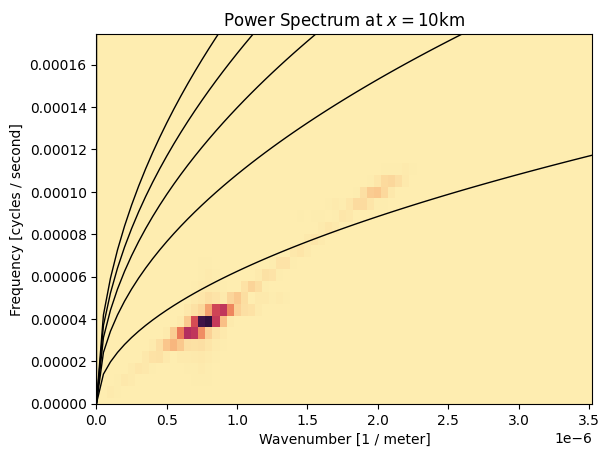 Power Spectrum at x = 10km
Frequency [cycles / second]
0.00016
0.00014
0.00012
0.00010
0.00008
0.00006
0.00004
0.00002
0.00000
0.0 0.5 1.0 1.5 2.0 2.5 3.0 3.5
1e-6
Wavenumber [1 / meter]